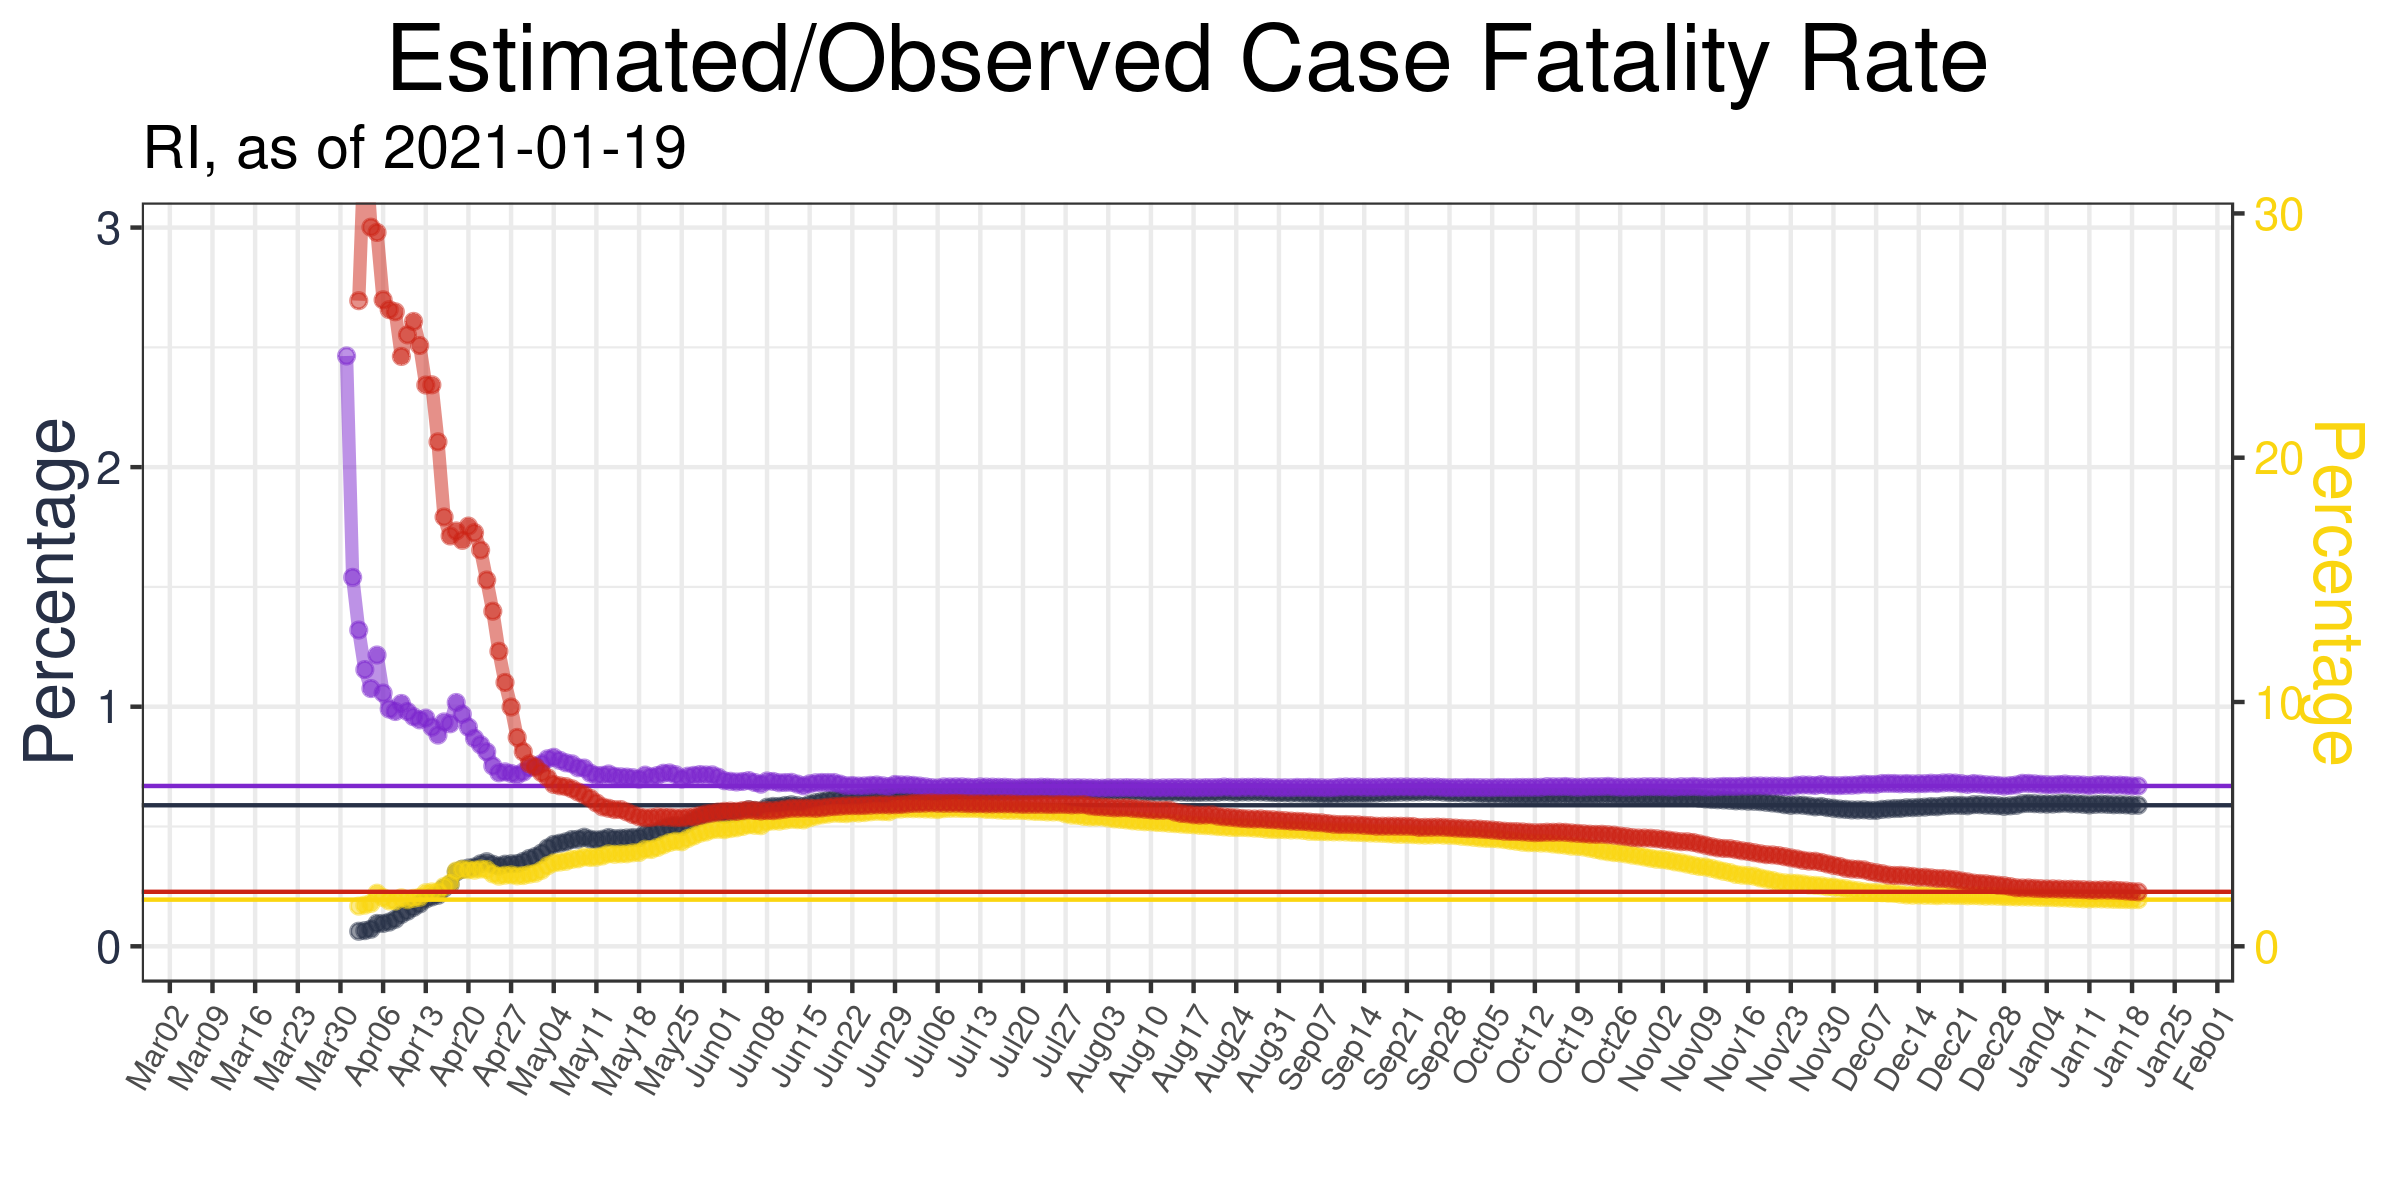 Estimated/Observed Case Fatality Rate
RI, as of 2021-01-19
Percentage
3
2
1
0
30
20
10
0
Percentage
Mar02 Mar09 Mar16 Mar23 Mar30 Apr06 Apr13 Apr20 Apr27 May04 May11 May18 May25 Jun01 Jun08 Jun15 Jun22 Jun29 Jul06 Jul13 Jul20 Jul27 Aug03 Aug10 Aug17 Aug24 Aug31 Sep07 Sep14 Sep21 Sep28 Oct05 Oct12 Oct19 Oct26 Nov02 Nov09 Nov16 Nov23 Nov30 Dec07 Dec14 Dec21 Dec28 Jan04 Jan11 Jan18 Jan25 Feb01